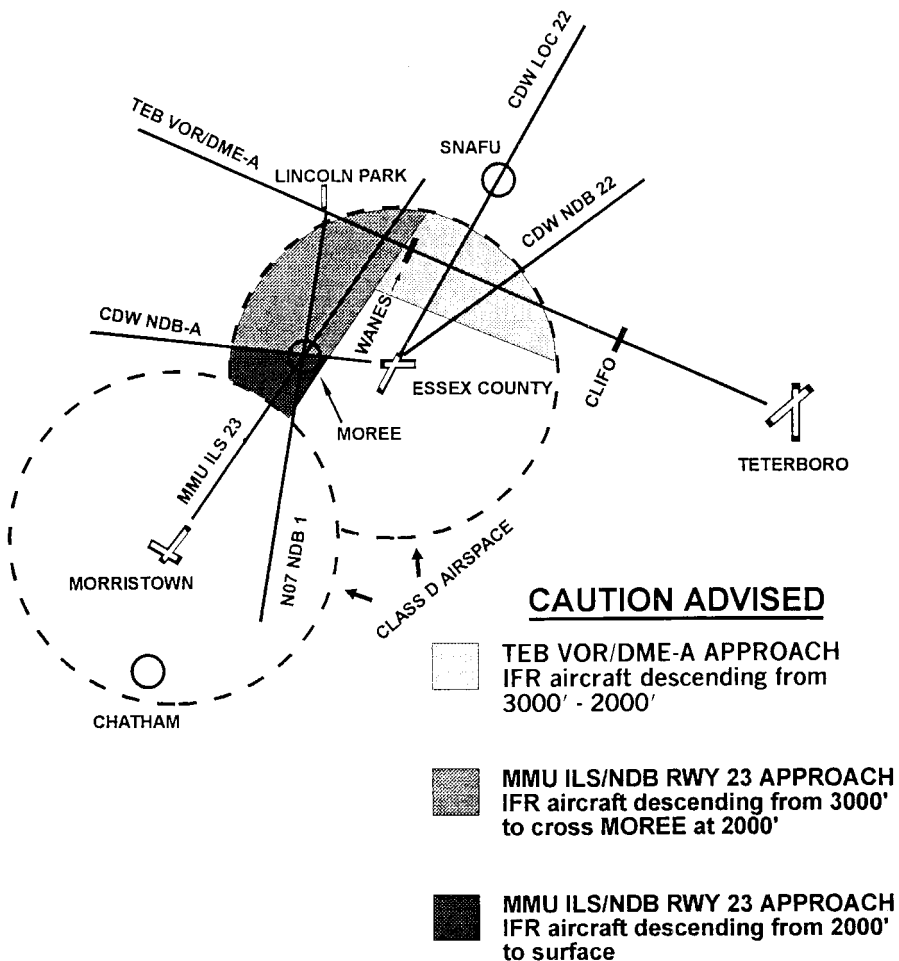 CDW LOC 22
TEB VOR/DME-A
SNAFU
LINCOLN PARK
CDW NDB 22
WANES
CDW NDB-A
ESSEX COUNTY
CLIFO
MOREE
MMU ILS 23
TETERBORO
N07 NDB 1
MORRISTOWN
CLASS D AIRSPACE
CHATHAM
CAUTION ADVISED
TEB VOR/DME-A APPROACH
IFR aircraft descending from
3000' - 2000'
MMU ILS/NDB RWY 23 APPROACH
IFR aircraft descending from 3000'
to cross MOREE at 2000'
MMU ILS/NDB RWY 23 APPROACH
IFR aircraft descending from 2000'
to surface